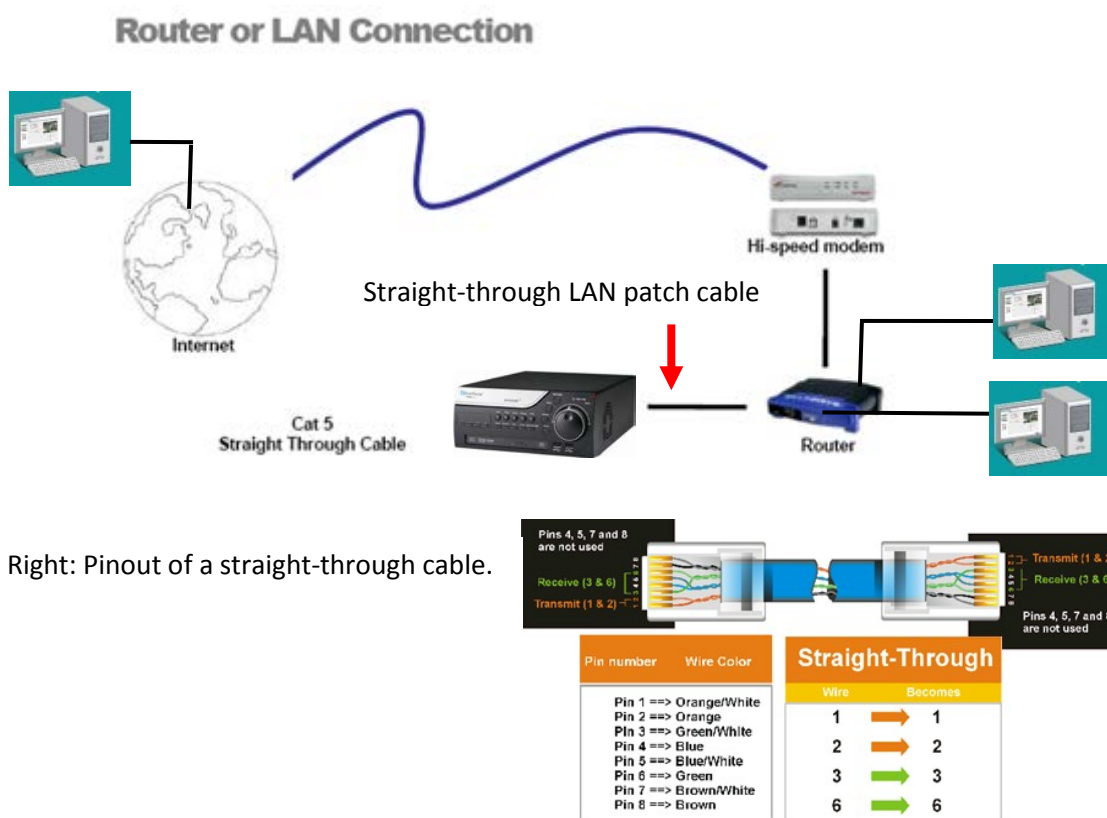 Router or LAN Connection
Hi-speed modem
Straight-through LAN patch cable
Internet
Cat 5
Straight Through Cable
Router
Right: Pinout of a straight-through cable.
Pins 4, 5, 7 and 8
are not used
Receive (3 & 6)
Transmit (1 & 2)
Transmit (1 & 2
Receive (3 & 6
Pins 4, 5, 7 and 8
are not used
Pin number Wire Color
Pin 1 ==> Orange/White
Pin 2 ==> Orange
Pin 3 ==> Green/White
Pin 4 ==> Blue
Pin 5 ==> Blue/White
Pin 6 ==> Green
Pin 7 ==> Brown/White
Pin 8 ==> Brown
Straight-Through
Wire Becomes
1 1
2 2
3 3
6 6